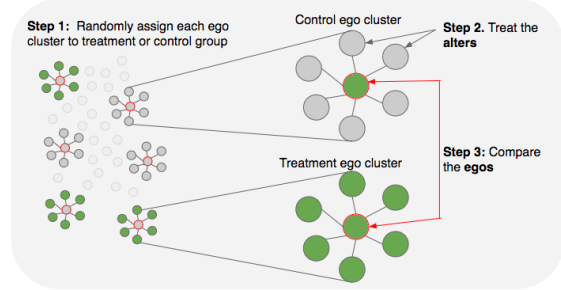 Step 1: Randomly assign each ego
cluster to treatment or control group
Control ego cluster
Step 2. Treat the
alters
Step 3: Compare
the egos
Treatment ego cluster